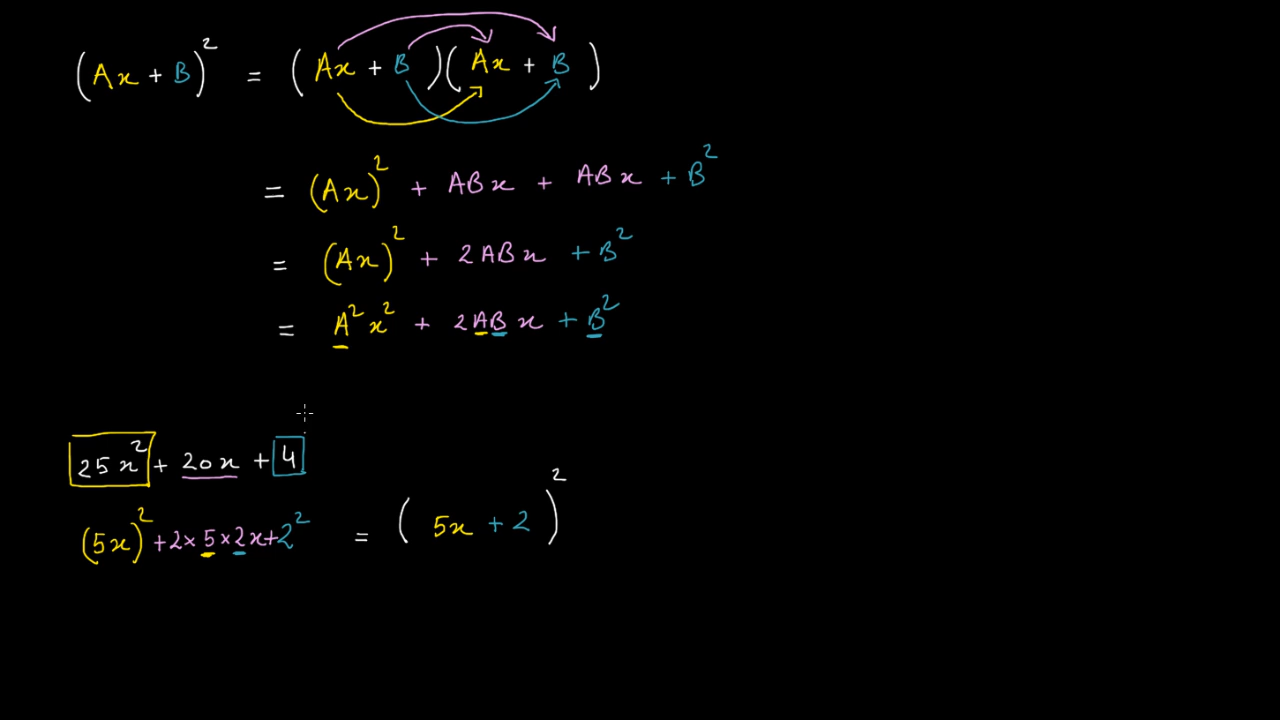 (Ax + B)² = (Ax + B)(Ax + B)
= (Ax)² + ABx + ABx + B²
= (Ax)² + 2ABx + B²
= A²x² + 2ABx + B²
25x² + 20x + 4
(5x)² + 2 × 5 × 2x + 2² = (5x + 2)²